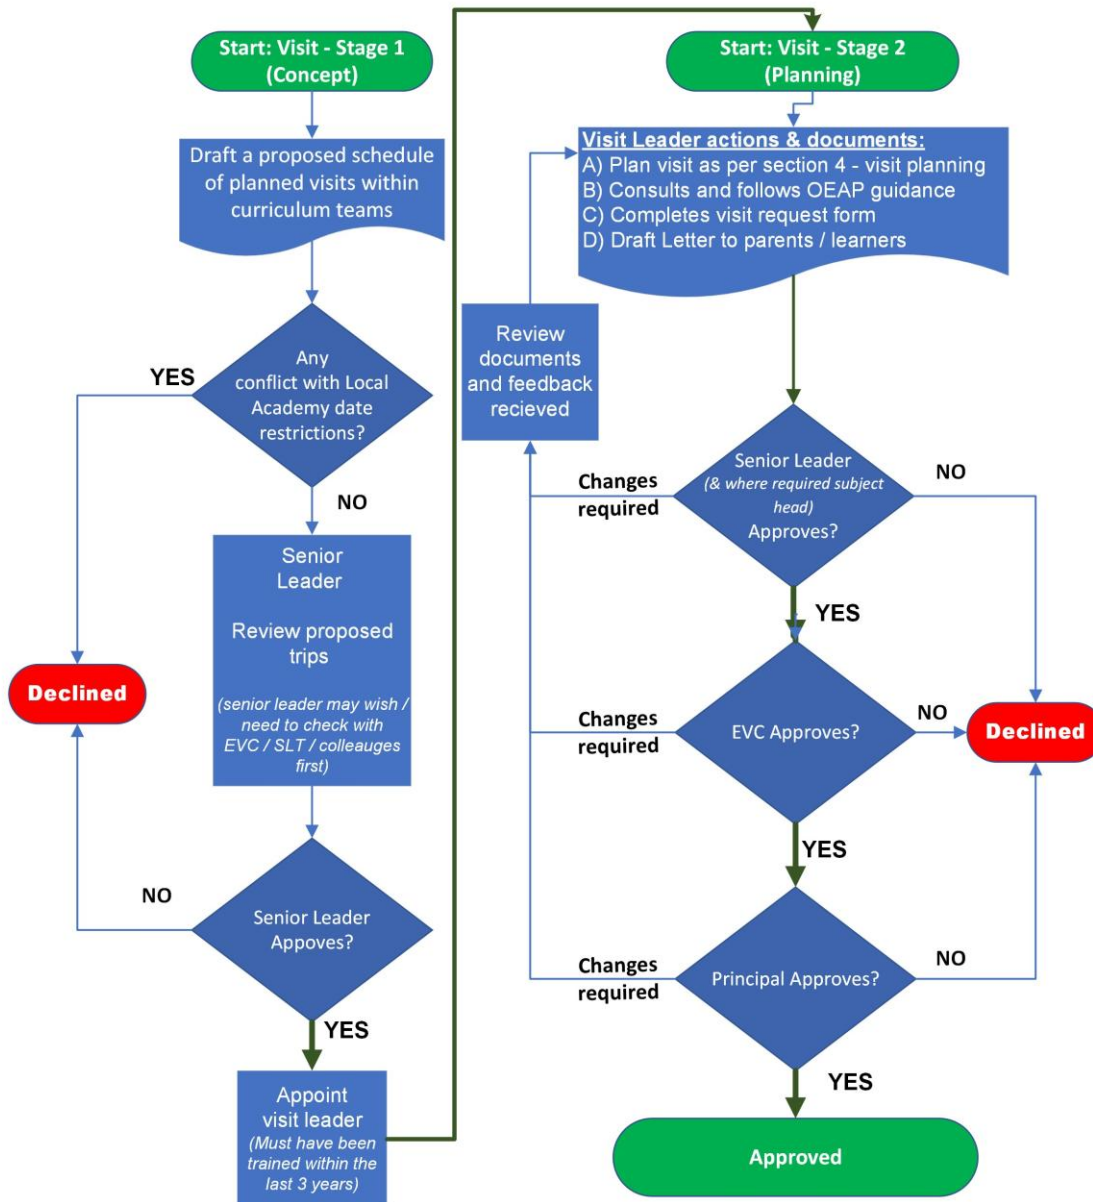 Start: Visit - Stage 1
(Concept)
Draft a proposed schedule
of planned visits within
curriculum teams
Any
conflict with Local
Academy date
restrictions?
YES
NO
Senior
Leader
Review proposed
trips
(senior leader may wish /
need to check with
EVC / SLT / colleauges
first)
Declined
Senior Leader
Appoves?
NO
YES
Appoint
visit leader
(Must have been
trained within the
last 3 years)
Start: Visit - Stage 2
(Planning)
Visit Leader actions & documents:
A) Plan visit as per section 4 - visit planning
B) Consults and follows OEAP guidance
C) Completes visit request form
D) Draft Letter to parents / learners
Review
documents
and feedback
recieved
Senior Leader
(& where required subject
head)
Approves?
Changes
required
NO
YES
EVC Approves?
Changes
required
NO
Declined
YES
Principal Approves?
Changes
required
NO
YES
Approved